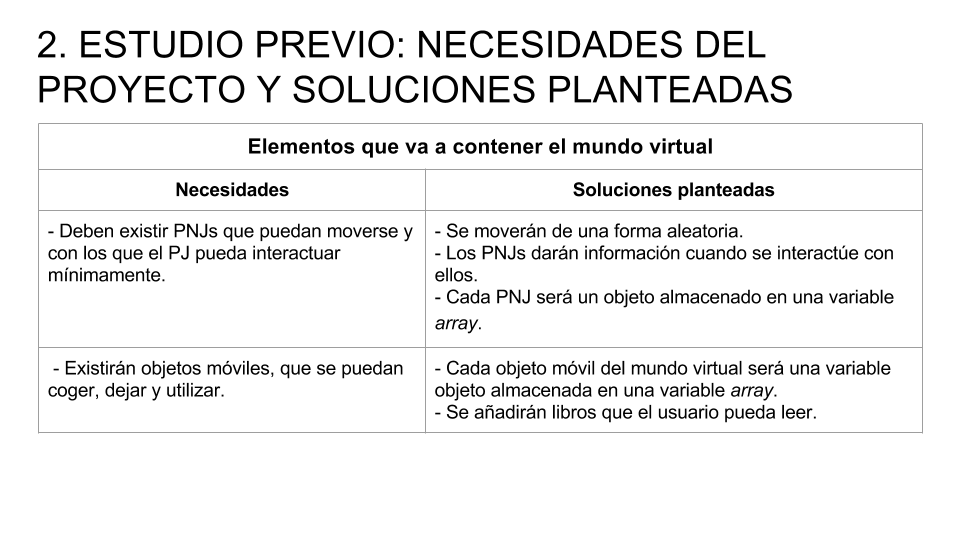 2. ESTUDIO PREVIO: NECESIDADES DEL
PROYECTO Y SOLUCIONES PLANTEADAS
Elementos que va a contener el mundo virtual
Necesidades
Soluciones planteadas
- Deben existir PNJs que puedan moverse y
con los que el PJ pueda interactuar
mínimamente.
- Se moverán de una forma aleatoria.
- Los PNJs darán información cuando se interactúe con
ellos.
- Cada PNJ será un objeto almacenado en una variable
array.
- Existirán objetos móviles, que se puedan
coger, dejar y utilizar.
- Cada objeto móvil del mundo virtual será una variable
objeto almacenada en una variable array.
- Se añadirán libros que el usuario pueda leer.